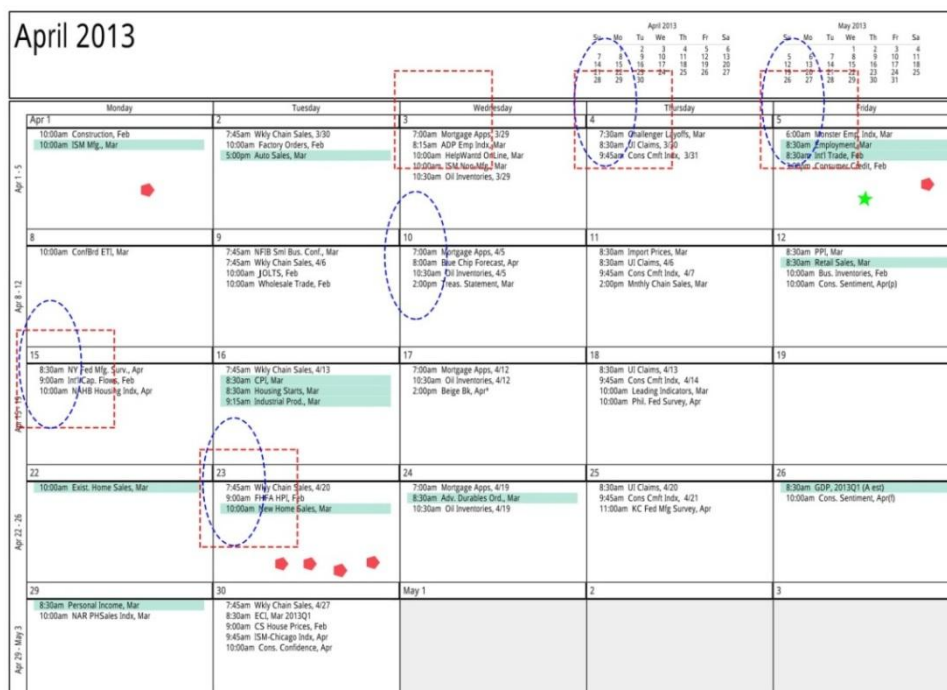 April 2013
April 2013
Su Mo Tu We Th Fr Sa
2 3 4 5 6
7 8 9 10 11 12 13
14 15 16 17 18 19 20
21 22 23 24 25 26 27
28 29 30
May 2013
Su Mo Tu We Th Fr Sa
1 2 3 4
5 6 7 8 9 10 11
12 13 14 15 16 17 18
19 20 21 22 23 24 25
26 27 28 29 30 31
Monday Tuesday Wednesday Thursday Friday
Apr 1 - 5
Apr 1
10:00am Construction, Feb
10:00am ISM Mfg., Mar
2
7:45am Wkly Chain Sales, 3/30
10:00am Factory Orders, Feb
5:00pm Auto Sales, Mar
3
7:00am Mortgage Apps, 3/29
8:15am ADP Emp Indx, Mar
10:00am HelpWantd OnLine, Mar
10:00am ISM Non-Mfg., Mar
10:30am Oil Inventories, 3/29
4
7:30am Challenger Layoffs, Mar
8:30am UI Claims, 3/30
9:45am Cons Cmft Indx, 3/31
5
6:00am Monster Emp. Indx, Mar
8:30am Employment, Mar
8:30am Int'l Trade, Feb
Consumer Credit, Feb
Apr 8 - 12
8
10:00am ConfBrd ETI, Mar
9
7:45am NFIB Sml Bus. Conf., Mar
7:45am Wkly Chain Sales, 4/6
10:00am JOLTS, Feb
10:00am Wholesale Trade, Feb
10
7:00am Mortgage Apps, 4/5
8:00am Blue Chip Forecast, Apr
10:30am Oil Inventories, 4/5
2:00pm Treas. Statement, Mar
11
8:30am Import Prices, Mar
8:30am UI Claims, 4/6
9:45am Cons Cmft Indx, 4/7
2:00pm Mnthly Chain Sales, Mar
12
8:30am PPI, Mar
8:30am Retail Sales, Mar
10:00am Bus. Inventories, Feb
10:00am Cons. Sentiment, Apr(p)
15
8:30am NY Fed Mfg. Surv., Apr
9:00am Int'l Cap. Flows, Feb
10:00am NAHB Housing Indx, Apr
16
7:45am Wkly Chain Sales, 4/13
8:30am CPI, Mar
8:30am Housing Starts, Mar
9:15am Industrial Prod., Mar
17
7:00am Mortgage Apps, 4/12
10:30am Oil Inventories, 4/12
2:00pm Beige Bk, Apr*
18
8:30am UI Claims, 4/13
9:45am Cons Cmft Indx, 4/14
10:00am Leading Indicators, Mar
10:00am Phil. Fed Survey, Apr
19
Apr 22 - 26
22
10:00am Exist. Home Sales, Mar
23
7:45am Wkly Chain Sales, 4/20
9:00am FHFA HPI, Feb
10:00am New Home Sales, Mar
24
7:00am Mortgage Apps, 4/19
8:30am Adv. Durables Ord., Mar
10:30am Oil Inventories, 4/19
25
8:30am UI Claims, 4/20
9:45am Cons Cmft Indx, 4/21
11:00am KC Fed Mfg Survey, Apr
26
8:30am GDP, 2013Q1 (A est)
10:00am Cons. Sentiment, Apr(f)
Apr 29 - May 3
29
8:30am Personal Income, Mar
10:00am NAR PHSales Indx, Mar
30
7:45am Wkly Chain Sales, 4/27
8:30am ECI, Mar 2013Q1
9:00am CS House Prices, Feb
9:45am ISM-Chicago Indx, Apr
10:00am Cons. Confidence, Apr
May 1
2
3